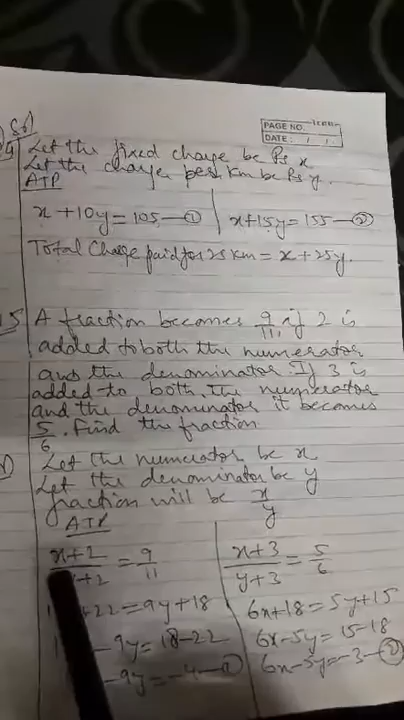 Sol
PAGE NO.
DATE: / /
Let the fixed charge be Rs x
Let the charge per km be Rs y.
ATP
x + 10y = 105 — ① | x + 15y = 155 — ②
Total Charge paid for 25 km = x + 25y.
5 A fraction becomes 9/11, if 2 is
added to both the numerator
and the denominator. If 3 is
added to both the numerator
and the denominator it becomes
5/6. Find the fraction
Let the numerator be x
Let the denominator be y
fraction will be x/y
ATP
x+2 / +2 = 9/11 | x+3 / y+3 = 5/6
+22 = 9y+18 | 6x+18 = 5y+15
-9y = 18-22 | 6x-5y = 15-18
-9y = -4 — ① | 6x-5y = -3 — ②